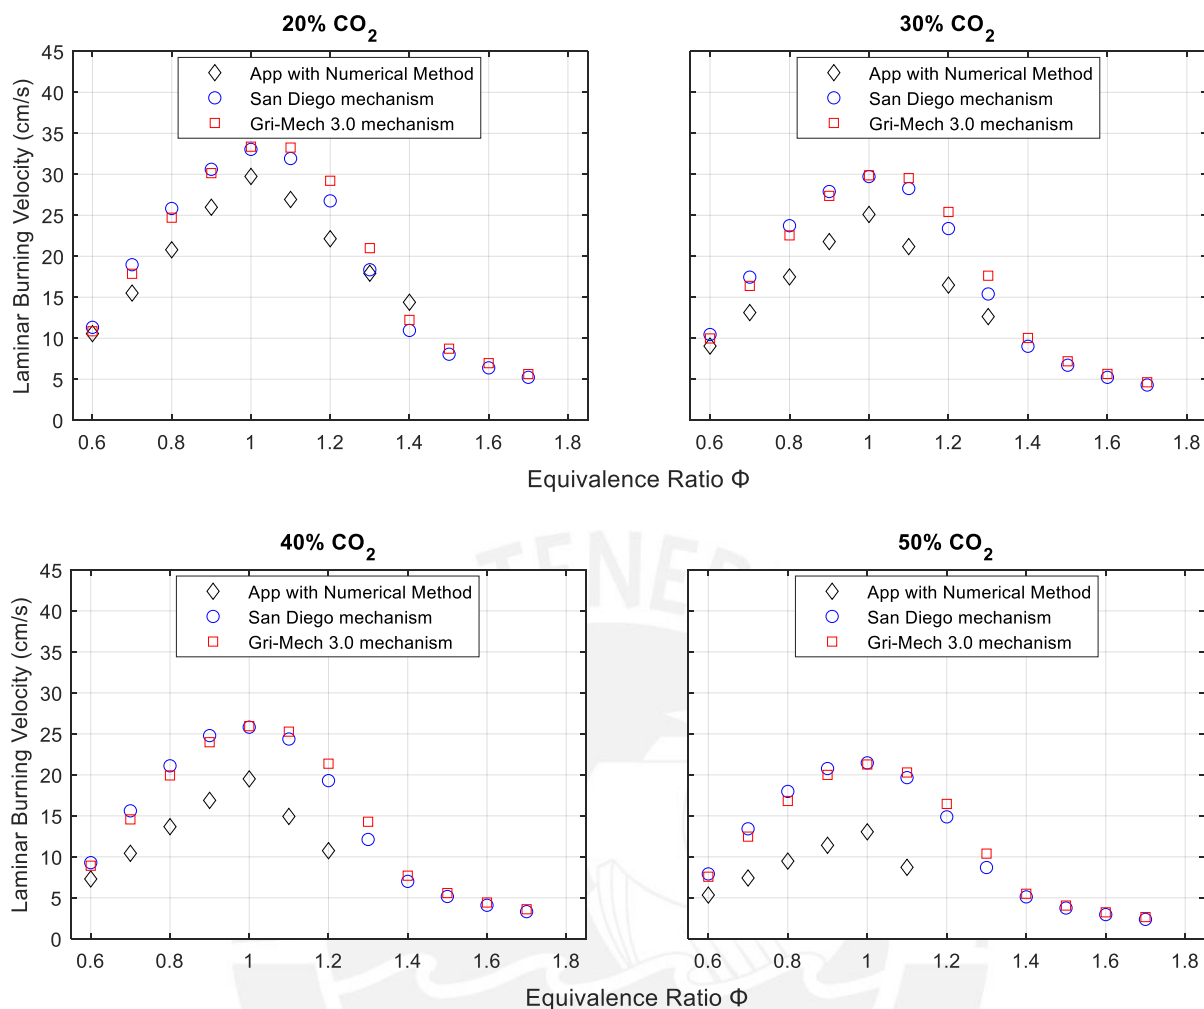 20% CO2
30% CO2
45
40
35
30
25
20
15
10
5
0
Laminar Burning Velocity (cm/s)
App with Numerical Method
San Diego mechanism
Gri-Mech 3.0 mechanism
App with Numerical Method
San Diego mechanism
Gri-Mech 3.0 mechanism
0.6 0.8 1 1.2 1.4 1.6 1.8
0.6 0.8 1 1.2 1.4 1.6 1.8
Equivalence Ratio Φ
TENEB
40% CO2
50% CO2
45
40
35
30
25
20
15
10
5
0
Laminar Burning Velocity (cm/s)
App with Numerical Method
San Diego mechanism
Gri-Mech 3.0 mechanism
App with Numerical Method
San Diego mechanism
Gri-Mech 3.0 mechanism
0.6 0.8 1 1.2 1.4 1.6 1.8
0.6 0.8 1 1.2 1.4 1.6 1.8
Equivalence Ratio Φ